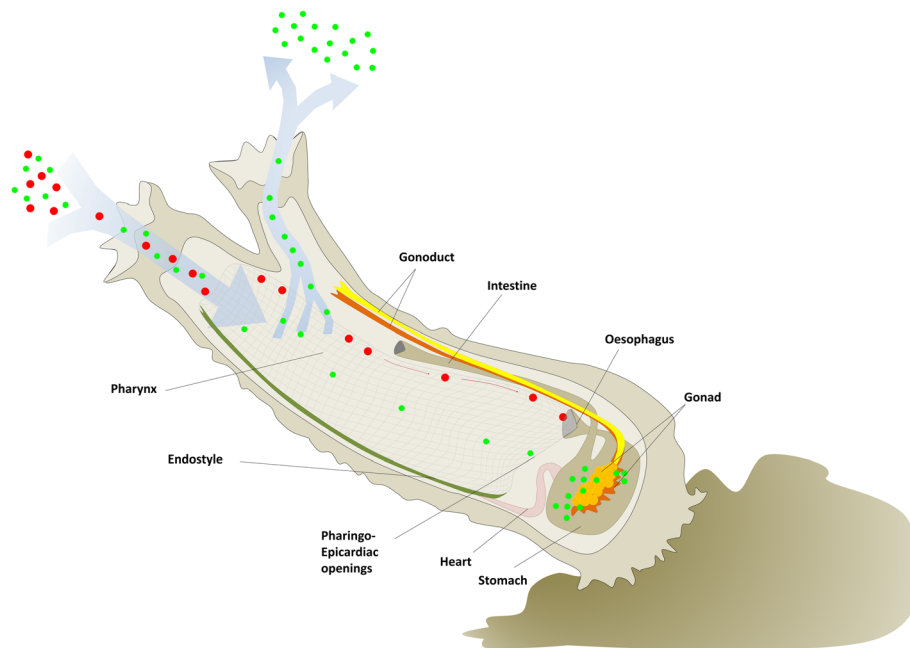 Gonoduct
Intestine
Oesophagus
Pharynx
Gonad
Endostyle
Pharingo-
Epicardiac
openings
Heart
Stomach